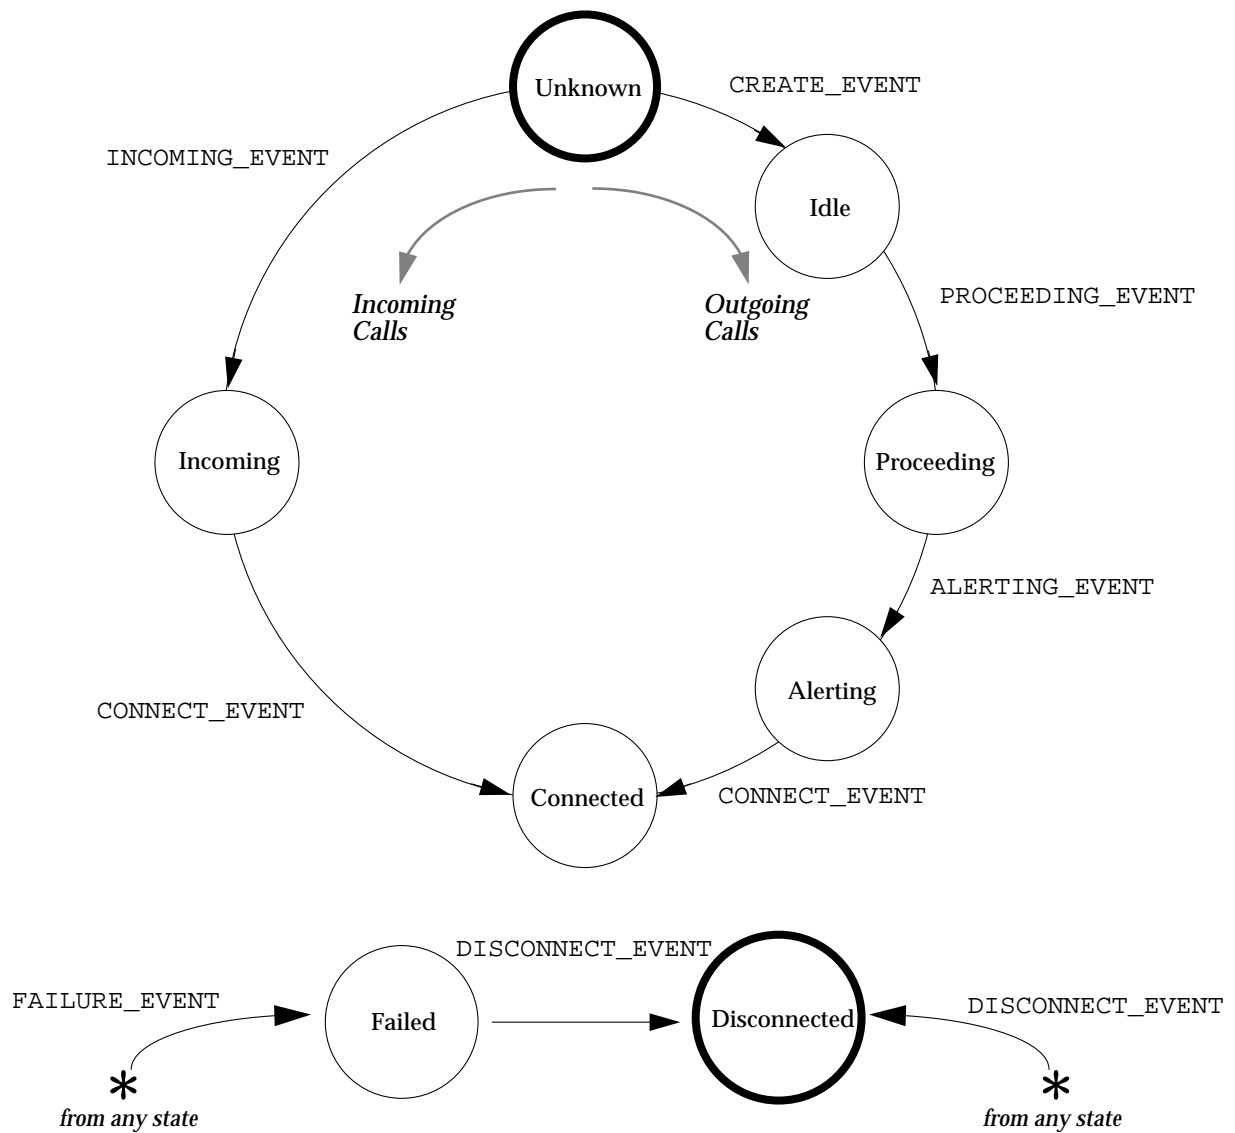 Unknown
CREATE_EVENT
INCOMING_EVENT
Idle
Incoming
Calls
Outgoing
Calls
PROCEEDING_EVENT
Incoming
Proceeding
ALERTING_EVENT
Alerting
CONNECT_EVENT
Connected
CONNECT_EVENT
DISCONNECT_EVENT
FAILURE_EVENT
Failed
Disconnected
DISCONNECT_EVENT
*
from any state
*
from any state